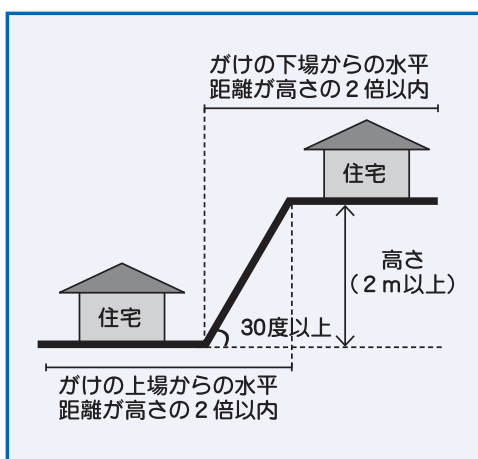 がけの下場からの水平
距離が高さの２倍以内
住宅
高さ
（２ｍ以上）
住宅
30度以上
がけの上場からの水平
距離が高さの２倍以内